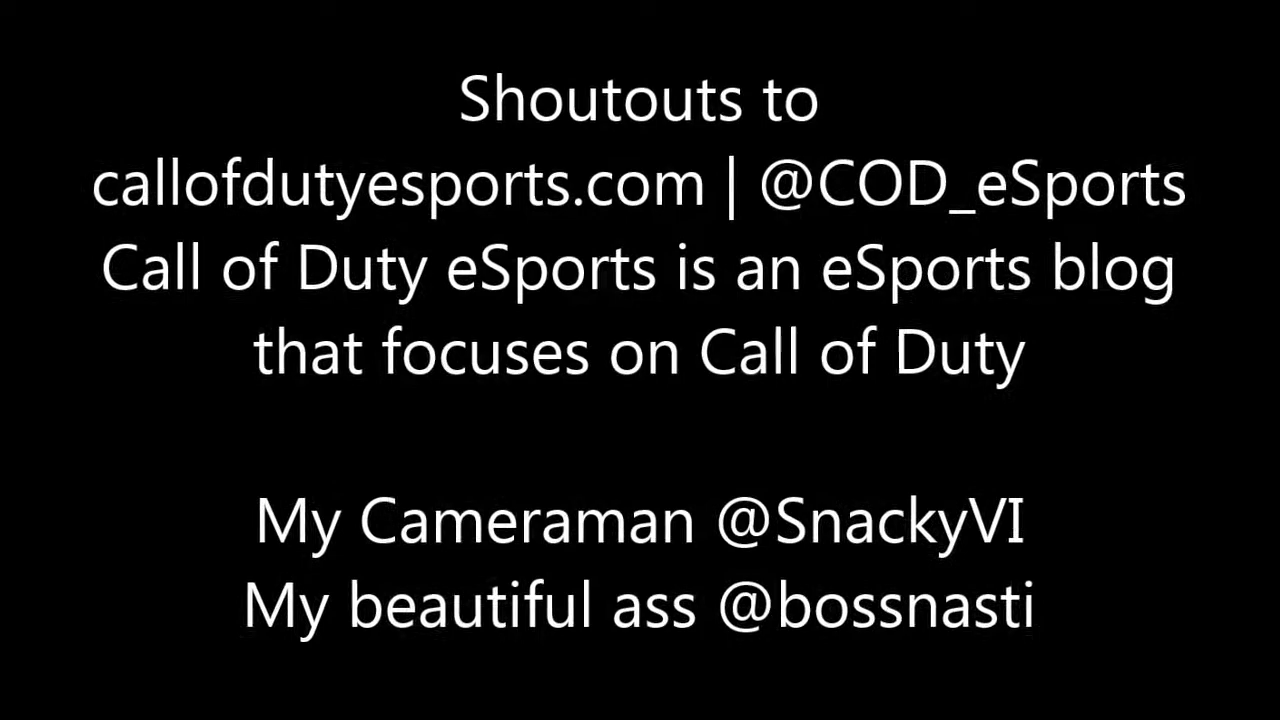 Shoutouts to
callofdutyesports.com | @COD_eSports
Call of Duty eSports is an eSports blog
that focuses on Call of Duty
My Cameraman @SnackyVI
My beautiful ass @bossnasti